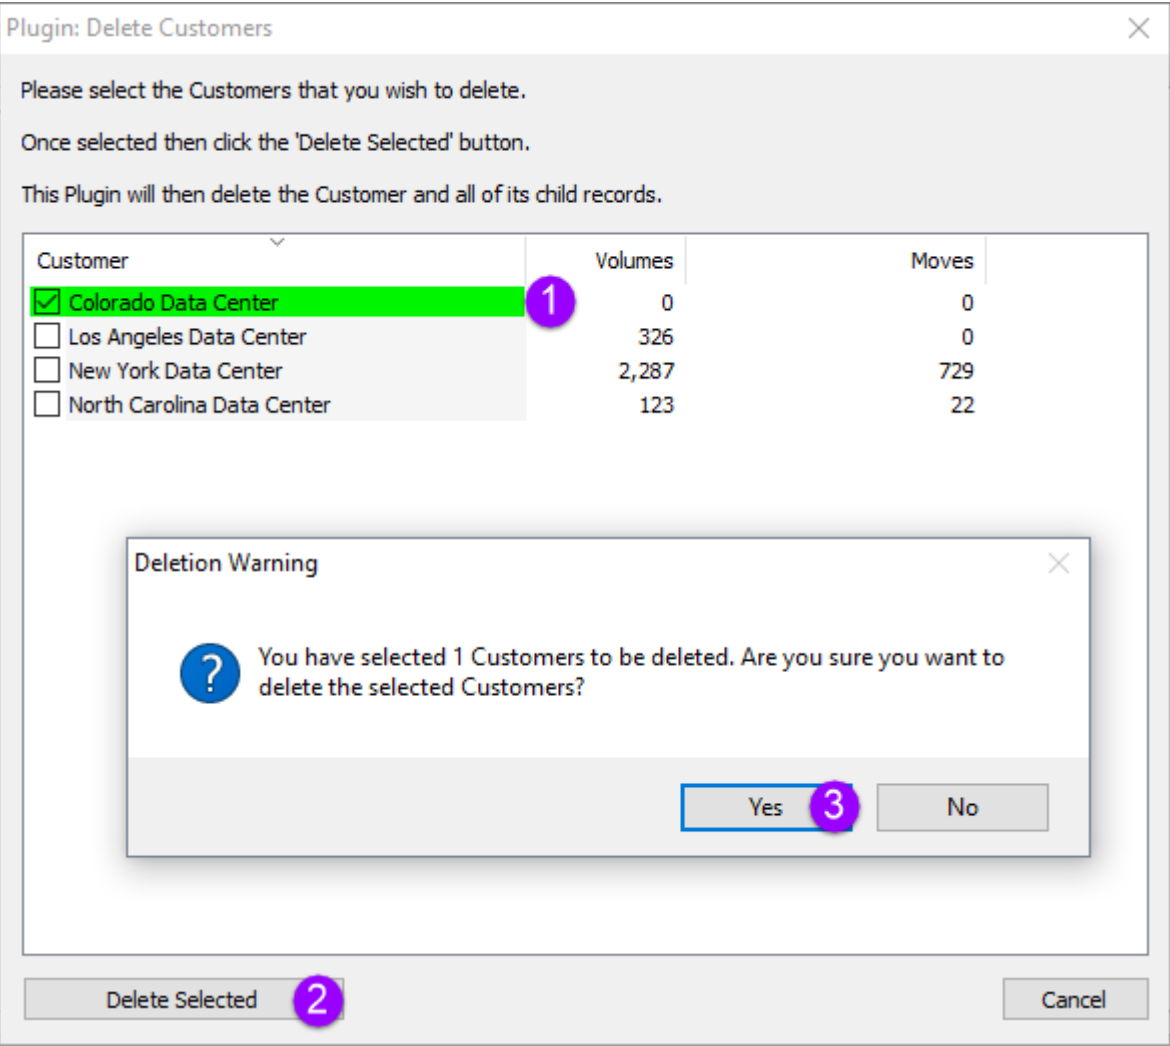 Plugin: Delete Customers
Please select the Customers that you wish to delete.
Once selected then click the 'Delete Selected' button.
This Plugin will then delete the Customer and all of its child records.
Customer Volumes Moves
Colorado Data Center 1 0 0
Los Angeles Data Center 326 0
New York Data Center 2,287 729
North Carolina Data Center 123 22
Deletion Warning
? You have selected 1 Customers to be deleted. Are you sure you want to
delete the selected Customers?
Yes 3 No
Delete Selected 2 Cancel